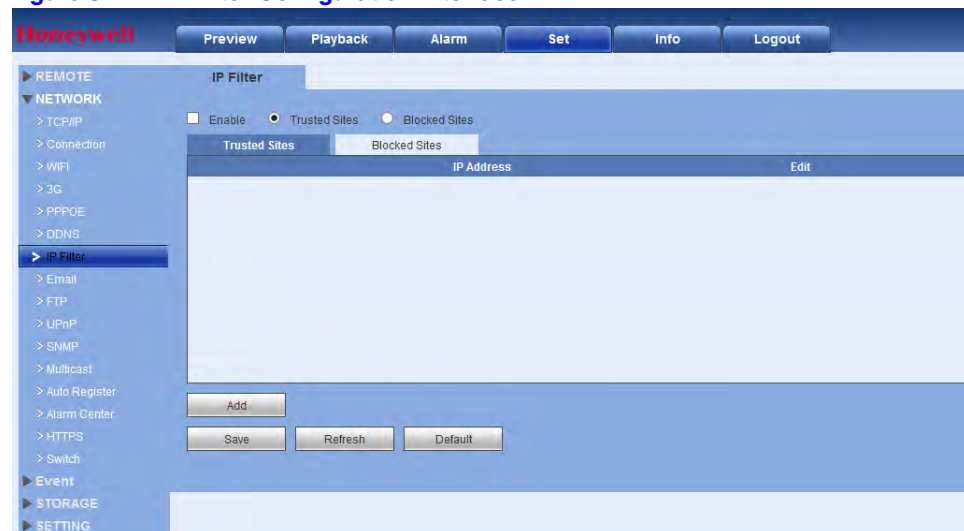 Honeywell
Preview Playback Alarm Set Info Logout
REMOTE
NETWORK
> TCP/IP
> Connection
> WIFI
> 3G
> PPPOE
> DDNS
> IP Filter
> Email
> FTP
> UPnP
> SNMP
> Multicast
> Auto Register
> Alarm Center
> HTTPS
> Switch
Event
STORAGE
SETTING
IP Filter
Enable Trusted Sites Blocked Sites
Trusted Sites Blocked Sites
IP Address Edit
Add
Save Refresh Default